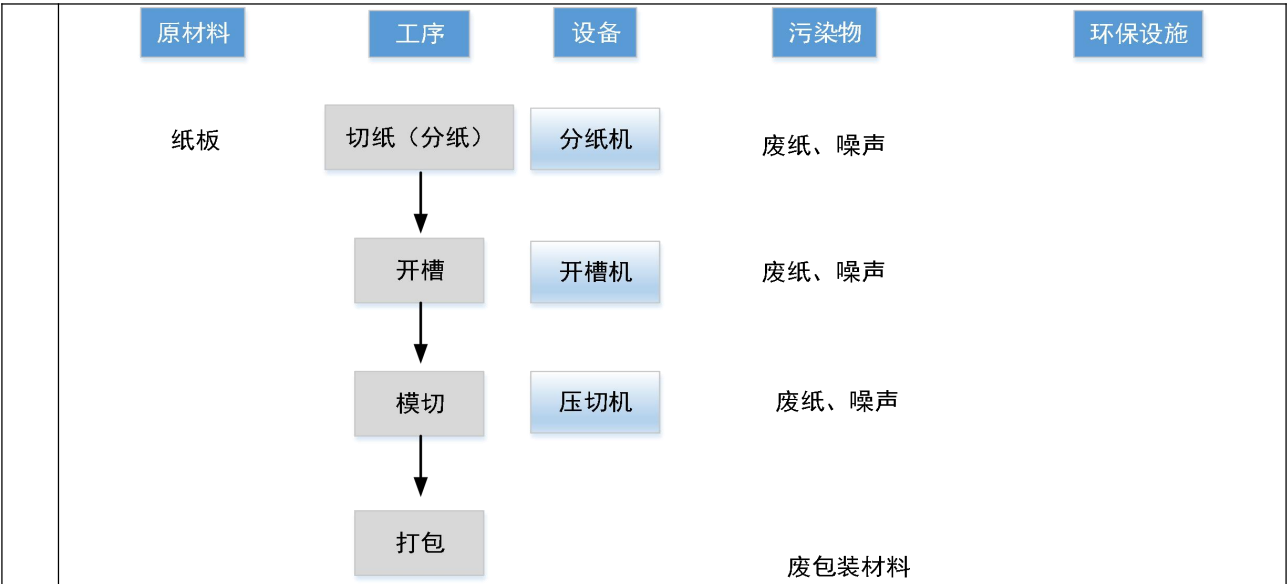 原材料 工序 设备 污染物 环保设施
纸板 切纸（分纸） 分纸机 废纸、噪声
开槽 开槽机 废纸、噪声
模切 压切机 废纸、噪声
打包
废包装材料